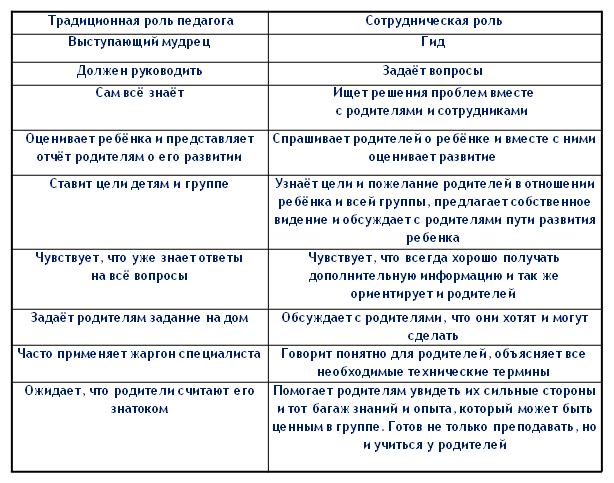 Традиционная роль педагога
Сотрудническая роль
Выступающий мудрец
Гид
Должен руководить
Задаёт вопросы
Сам всё знаёт
Ищет решения проблем вместе
с родителями и сотрудниками
Оценивает ребёнка и представляет
отчёт родителям о его развитии
Спрашивает родителей о ребёнке и вместе с ними
оценивает развитие
Ставит цели детям и группе
Узнаёт цели и пожелание родителей в отношении
ребёнка и всей группы, предлагает собственное
видение и обсуждает с родителями пути развития
ребенка
Чувствует, что уже знает ответы
на всё вопросы
Чувствует, что всегда хорошо получать
дополнительную информацию и так же
ориентирует и родителей
Задаёт родителям задание на дом
Обсуждает с родителями, что они хотят и могут
сделать
Часто применяет жаргон специалиста
Говорит понятно для родителей, объясняет все
необходимые технические термины
Ожидает, что родители считают его
знатоком
Помогает родителям увидеть их сильные стороны
и тот багаж знаний и опыта, который может быть
ценным в группе. Готов не только преподавать, но
и учиться у родителей